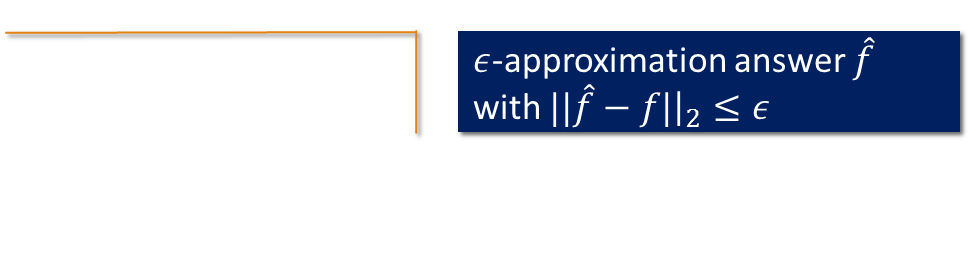 ϵ-approximation answer f̂
with ||f̂ − f||₂ ≤ ϵ